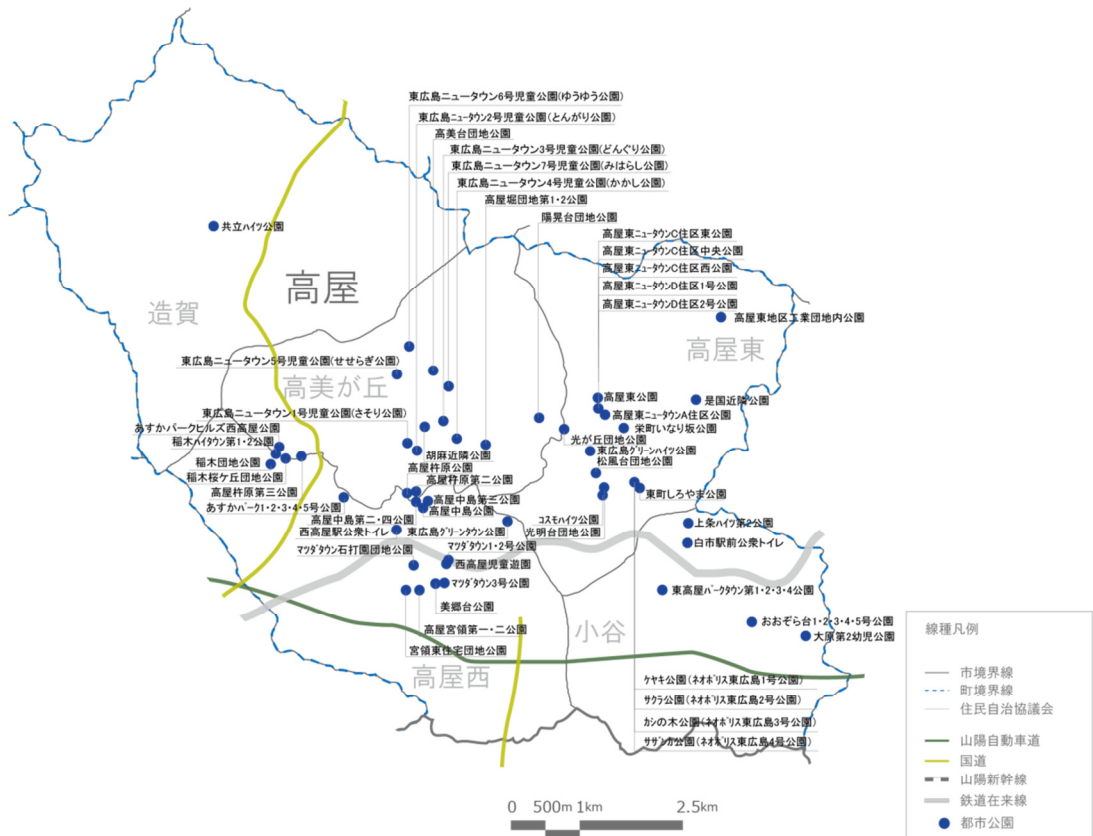 東広島ニュータウン6号児童公園(ゆうゆう公園)
東広島ニュータウン2号児童公園(とんがり公園)
高美台団地公園
東広島ニュータウン3号児童公園(どんぐり公園)
東広島ニュータウン7号児童公園(みはらし公園)
東広島ニュータウン4号児童公園(かかし公園)
高屋堀団地第1・2公園
陽晃台団地公園
共立ハイツ公園
高屋東ニュータウンC住区東公園
高屋東ニュータウンC住区中央公園
高屋東ニュータウンC住区西公園
高屋東ニュータウンD住区1号公園
高屋東ニュータウンD住区2号公園
高屋
造賀
高屋東地区工業団地内公園
高屋東
東広島ニュータウン5号児童公園(せせらぎ公園)
高美が丘
高屋東公園
是国近隣公園
東広島ニュータウン1号児童公園(さそり公園)
高屋東ニュータウンA住区公園
あすかパークヒルズ西高屋公園
栄町いなり坂公園
稲木ハイタウン第1・2公園
光が丘団地公園
胡麻近隣公園
東広島グリーンハイツ公園
稲木団地公園
高屋杵原公園
松風台団地公園
稲木桜ケ丘団地公園
高屋杵原第二公園
高屋杵原第三公園
東町しろやま公園
高屋中島第三公園
あすかパーク1・2・3・4・5号公園
高屋中島公園
高屋中島第二・四公園
コスモハイツ公園
上条ハイツ第2公園
西高屋駅公衆トイレ
東広島グリーンタウン公園
光明台団地公園
白市駅前公衆トイレ
マツダタウン1・2号公園
マツダタウン石打園団地公園
西高屋児童遊園
マツダタウン3号公園
東高屋パークタウン第1・2・3・4公園
美郷台公園
おおぞら台1・2・3・4・5号公園
高屋宮領第一・二公園
小谷
大原第2幼児公園
宮領東住宅団地公園
高屋西
ケヤキ公園(ネオポリス東広島1号公園)
サクラ公園(ネオポリス東広島2号公園)
カシの木公園(ネオポリス東広島3号公園)
サザンカ公園(ネオポリス東広島4号公園)
線種凡例
市境界線
町境界線
住民自治協議会
山陽自動車道
国道
山陽新幹線
鉄道在来線
都市公園
0 500m 1km 2.5km